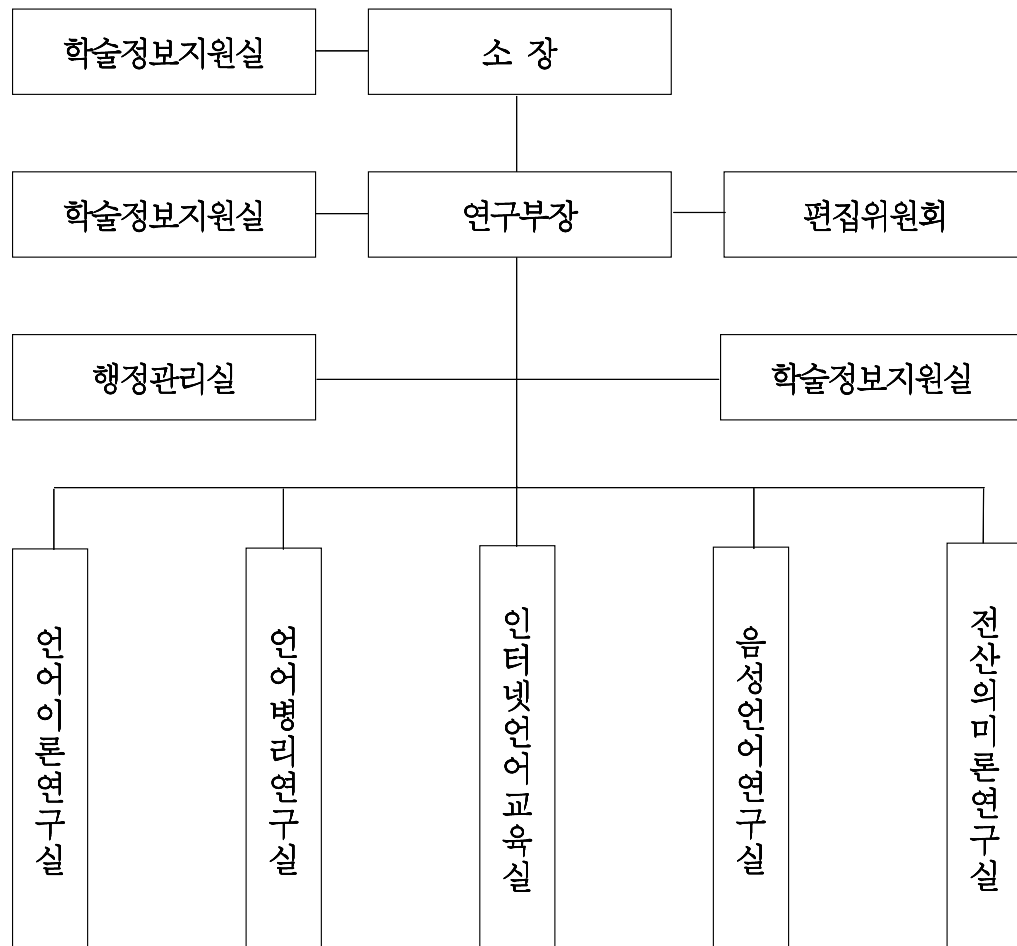 학술정보지원실
소 장
학술정보지원실
연구부장
편집위원회
행정관리실
학술정보지원실
언어이론연구실
언어병리연구실
인터넷언어교육실
음성언어연구실
전산의미론연구실